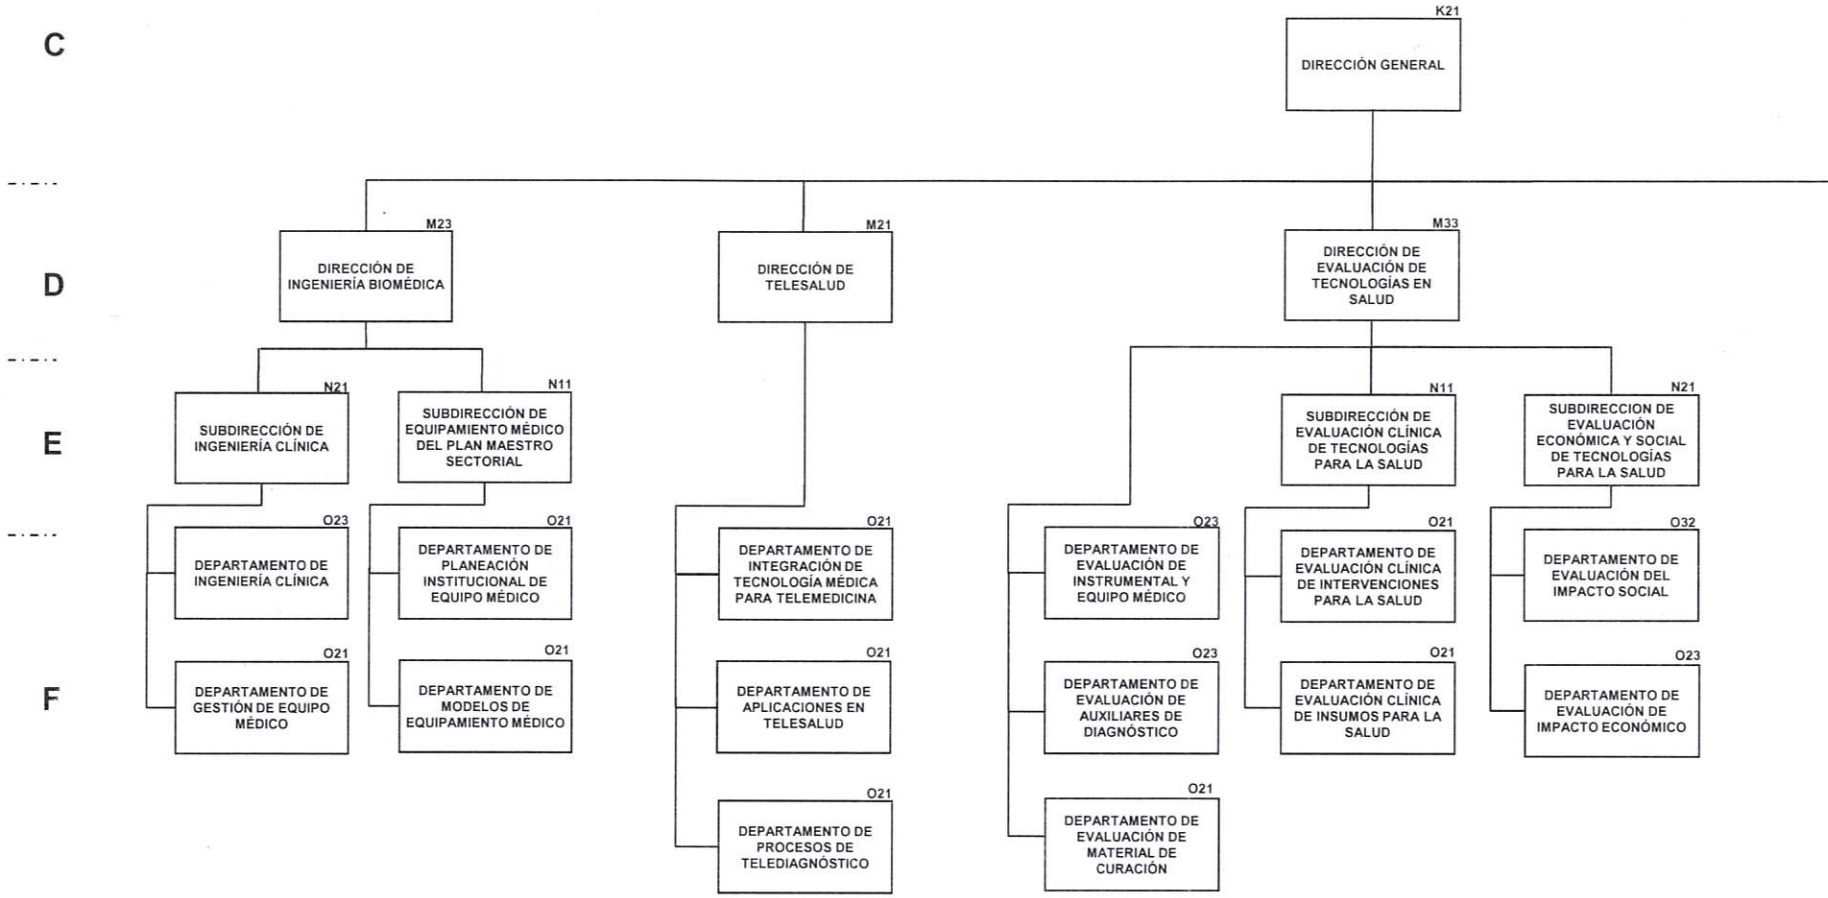 C
K21
DIRECCIÓN GENERAL
D
M23
DIRECCIÓN DE
INGENIERÍA BIOMÉDICA
M21
DIRECCIÓN DE
TELESALUD
M33
DIRECCIÓN DE
EVALUACIÓN DE
TECNOLOGÍAS EN
SALUD
E
N21
SUBDIRECCIÓN DE
INGENIERÍA CLÍNICA
N11
SUBDIRECCIÓN DE
EQUIPAMIENTO MÉDICO
DEL PLAN MAESTRO
SECTORIAL
N11
SUBDIRECCIÓN DE
EVALUACIÓN CLÍNICA
DE TECNOLOGÍAS
PARA LA SALUD
N21
SUBDIRECCION DE
EVALUACIÓN
ECONÓMICA Y SOCIAL
DE TECNOLOGÍAS
PARA LA SALUD
F
O23
DEPARTAMENTO DE
INGENIERÍA CLÍNICA
O21
DEPARTAMENTO DE
PLANEACIÓN
INSTITUCIONAL DE
EQUIPO MÉDICO
O21
DEPARTAMENTO DE
INTEGRACIÓN DE
TECNOLOGÍA MÉDICA
PARA TELEMEDICINA
O23
DEPARTAMENTO DE
EVALUACIÓN DE
INSTRUMENTAL Y
EQUIPO MÉDICO
O21
DEPARTAMENTO DE
EVALUACIÓN CLÍNICA
DE INTERVENCIONES
PARA LA SALUD
O32
DEPARTAMENTO DE
EVALUACIÓN DEL
IMPACTO SOCIAL
O21
DEPARTAMENTO DE
GESTIÓN DE EQUIPO
MÉDICO
O21
DEPARTAMENTO DE
MODELOS DE
EQUIPAMIENTO MÉDICO
O21
DEPARTAMENTO DE
APLICACIONES EN
TELESALUD
O23
DEPARTAMENTO DE
EVALUACIÓN DE
AUXILIARES DE
DIAGNÓSTICO
O21
DEPARTAMENTO DE
EVALUACIÓN CLÍNICA
DE INSUMOS PARA LA
SALUD
O23
DEPARTAMENTO DE
EVALUACIÓN DE
IMPACTO ECONÓMICO
O21
DEPARTAMENTO DE
PROCESOS DE
TELEDIAGNÓSTICO
O21
DEPARTAMENTO DE
EVALUACIÓN DE
MATERIAL DE
CURACIÓN